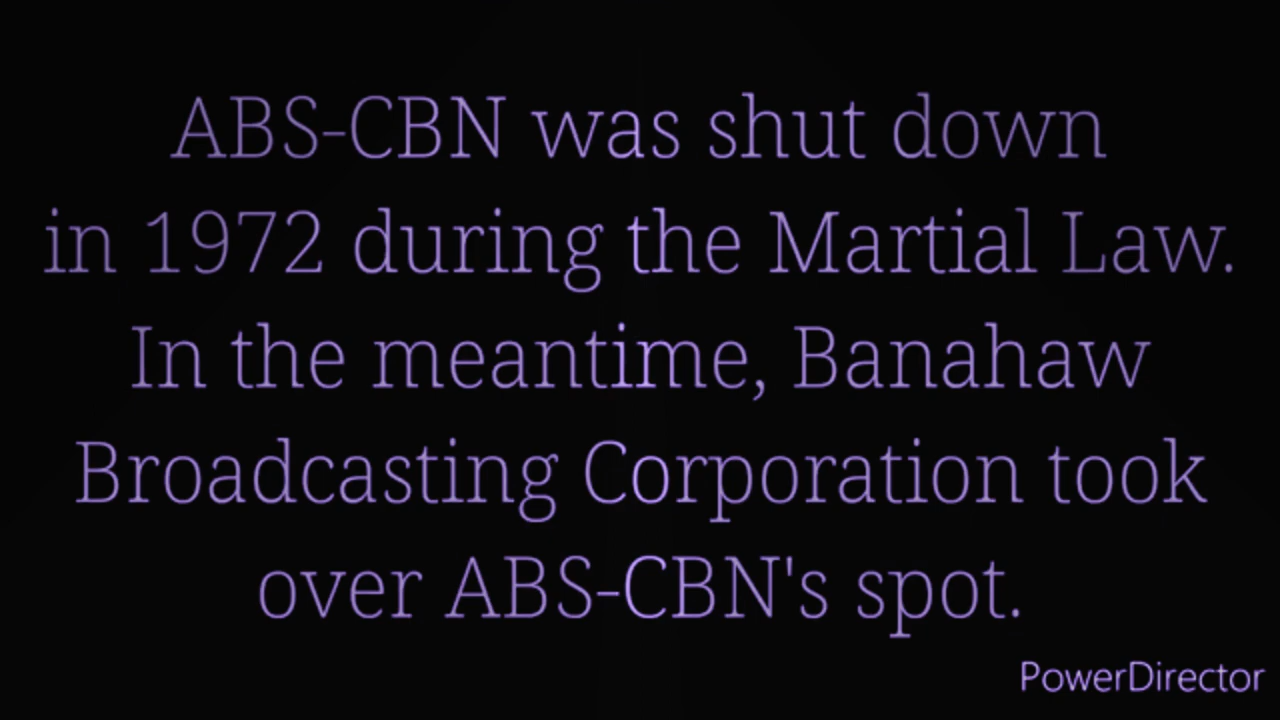 ABS-CBN was shut down
in 1972 during the Martial Law.
In the meantime, Banahaw
Broadcasting Corporation took
over ABS-CBN's spot.
PowerDirector